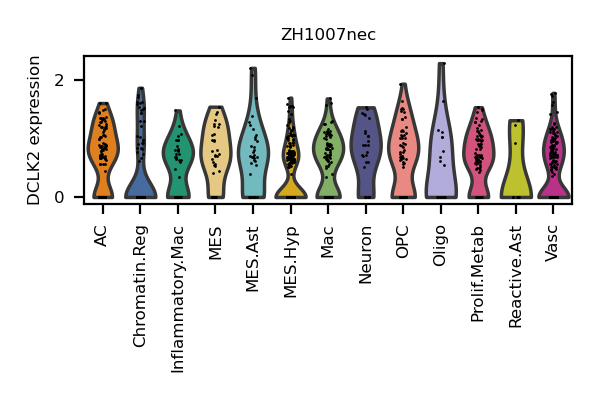 ZH1007nec
DCLK2 expression
2
0
AC
Chromatin.Reg
Inflammatory.Mac
MES
MES.Ast
MES.Hyp
Mac
Neuron
OPC
Oligo
Prolif.Metab
Reactive.Ast
Vasc